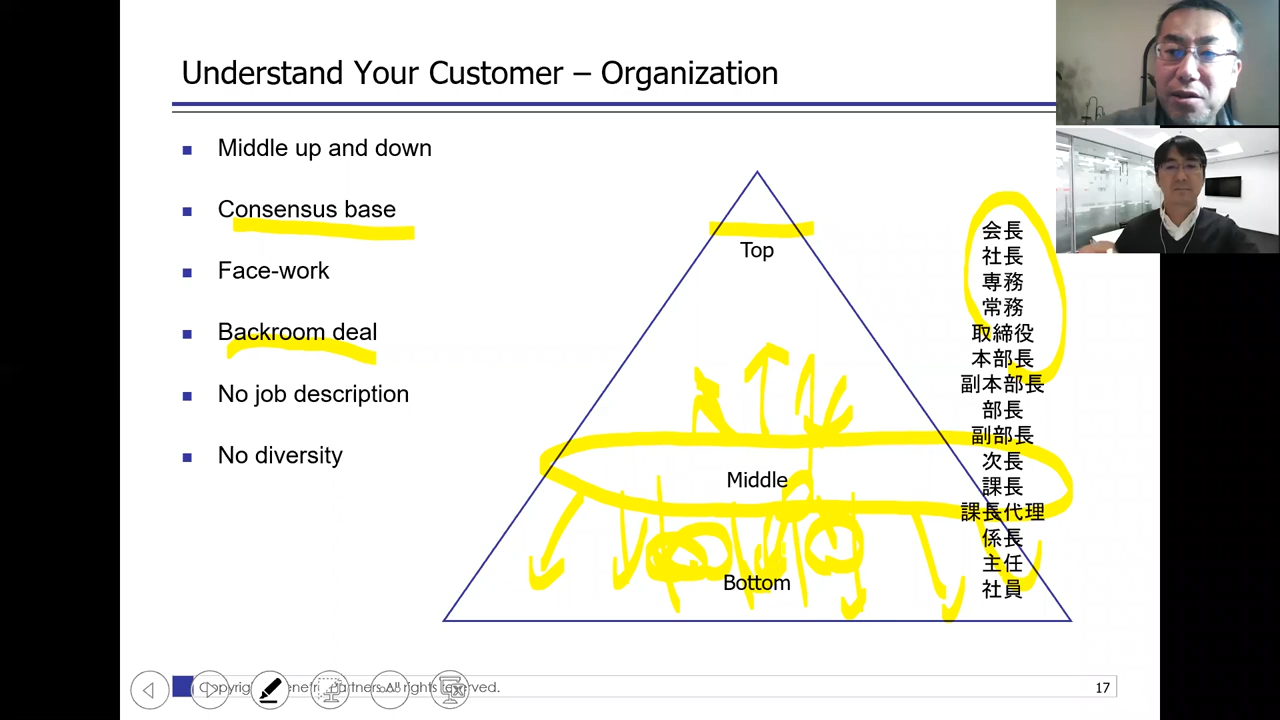 Understand Your Customer – Organization
Middle up and down
Consensus base
Face-work
Backroom deal
No job description
No diversity
Top
Middle
Bottom
会長
社長
専務
常務
取締役
本部長
副本部長
部長
副部長
次長
課長
課長代理
係長
主任
社員
All rights reserved.
17